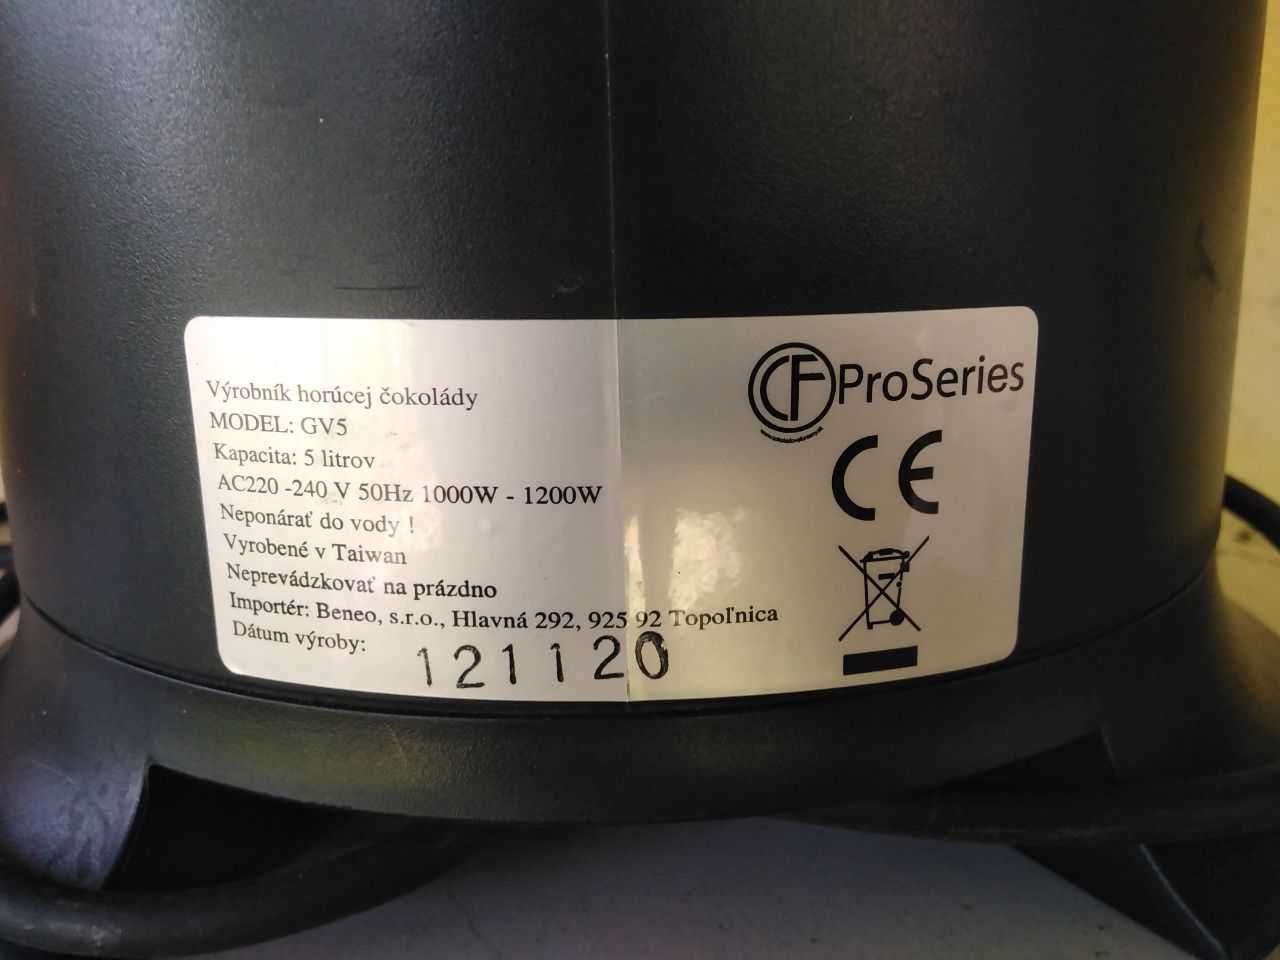 Výrobník horúcej čokolády
MODEL: GV5
Kapacita: 5 litrov
AC220 -240 V 50Hz 1000W - 1200W
Neponárať do vody !
Vyrobené v Taiwan
Neprevádzkovať na prázdno
Importér: Beneo, s.r.o., Hlavná 292, 925 92 Topoľnica
Dátum výroby:
121120
CF ProSeries
CE